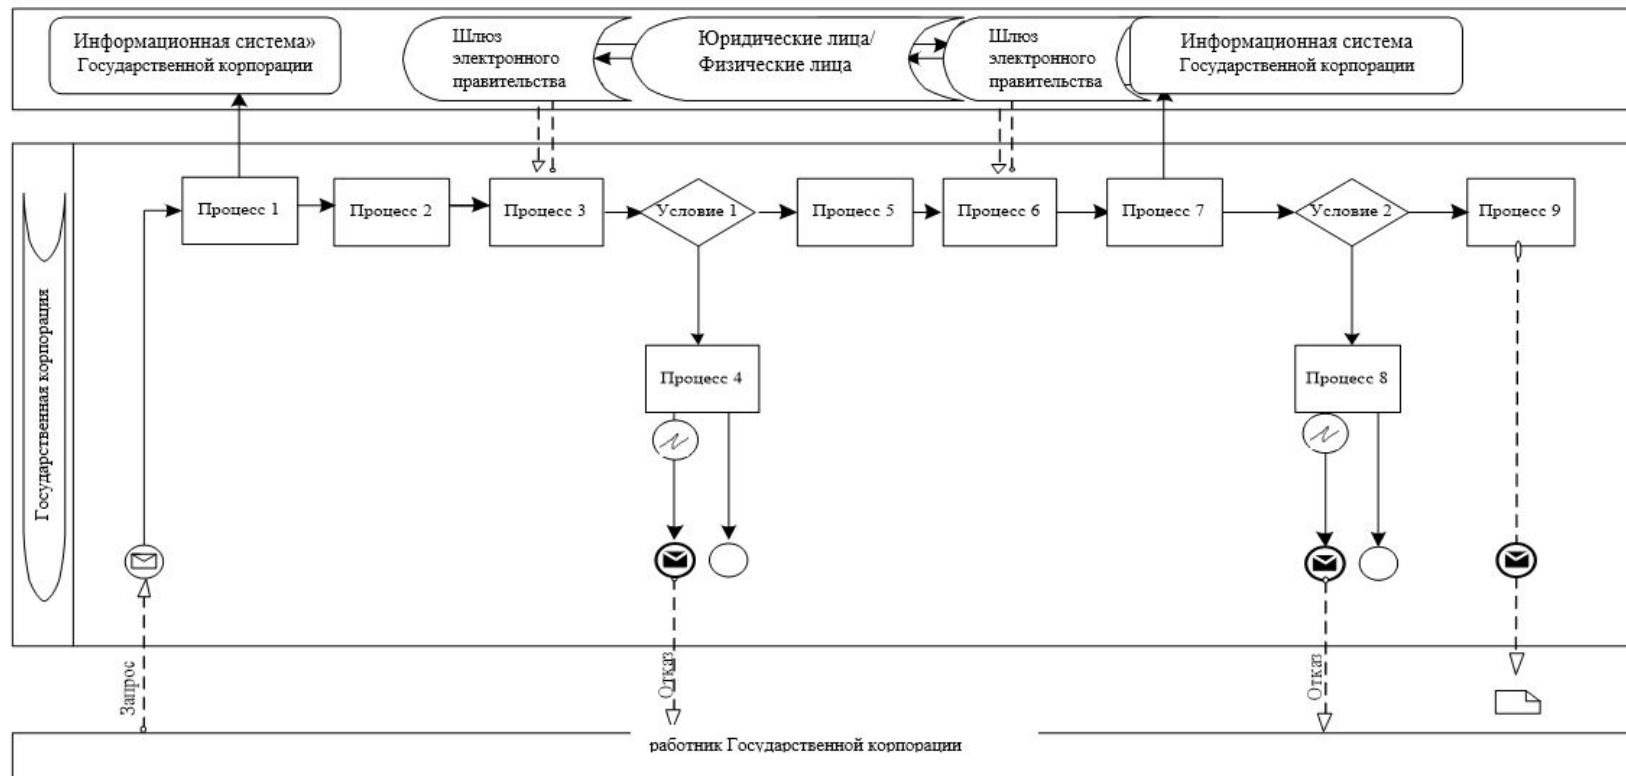 Информационная система»
Государственной корпорации
Шлюз
электронного
правительства
Юридические лица/
Физические лица
Шлюз
электронного
правительства
Информационная система
Государственной корпорации
Государственная корпорация
Процесс 1
Процесс 2
Процесс 3
Условие 1
Процесс 5
Процесс 6
Процесс 7
Условие 2
Процесс 9
Процесс 4
Процесс 8
Запрос
Отказ
Отказ
работник Государственной корпорации